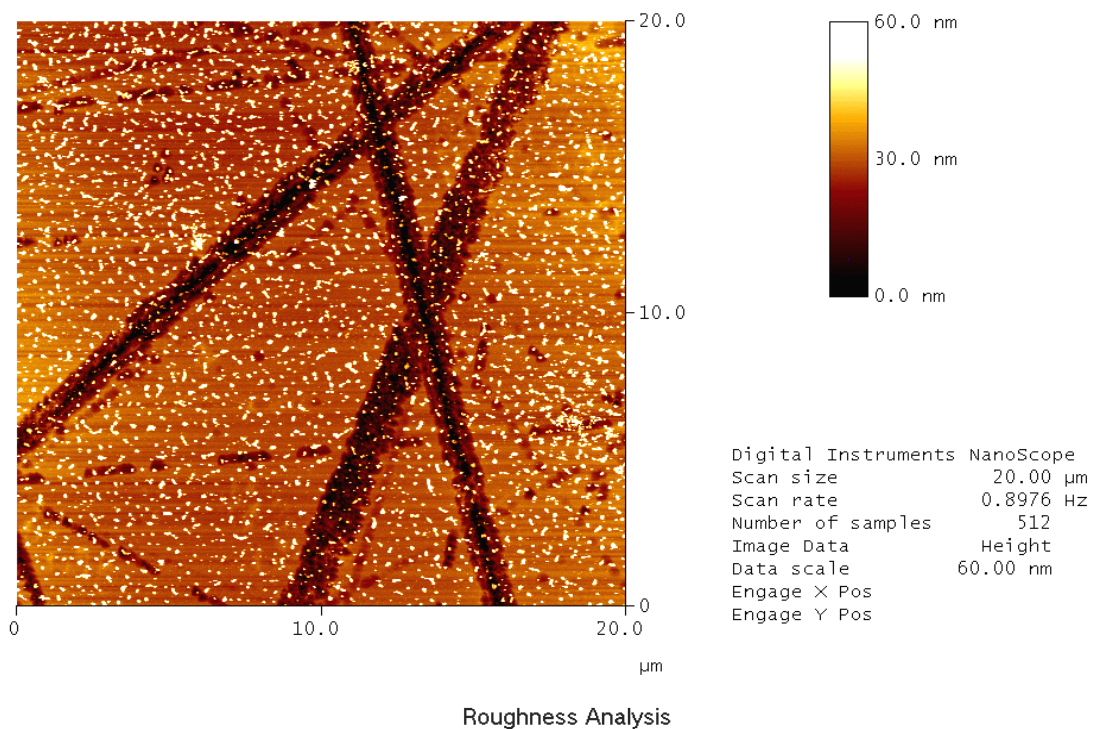 20.0
10.0
0
0
10.0
20.0
µm
60.0 nm
30.0 nm
0.0 nm
Digital Instruments NanoScope
Scan size 20.00 µm
Scan rate 0.8976 Hz
Number of samples 512
Image Data Height
Data scale 60.00 nm
Engage X Pos
Engage Y Pos
Roughness Analysis